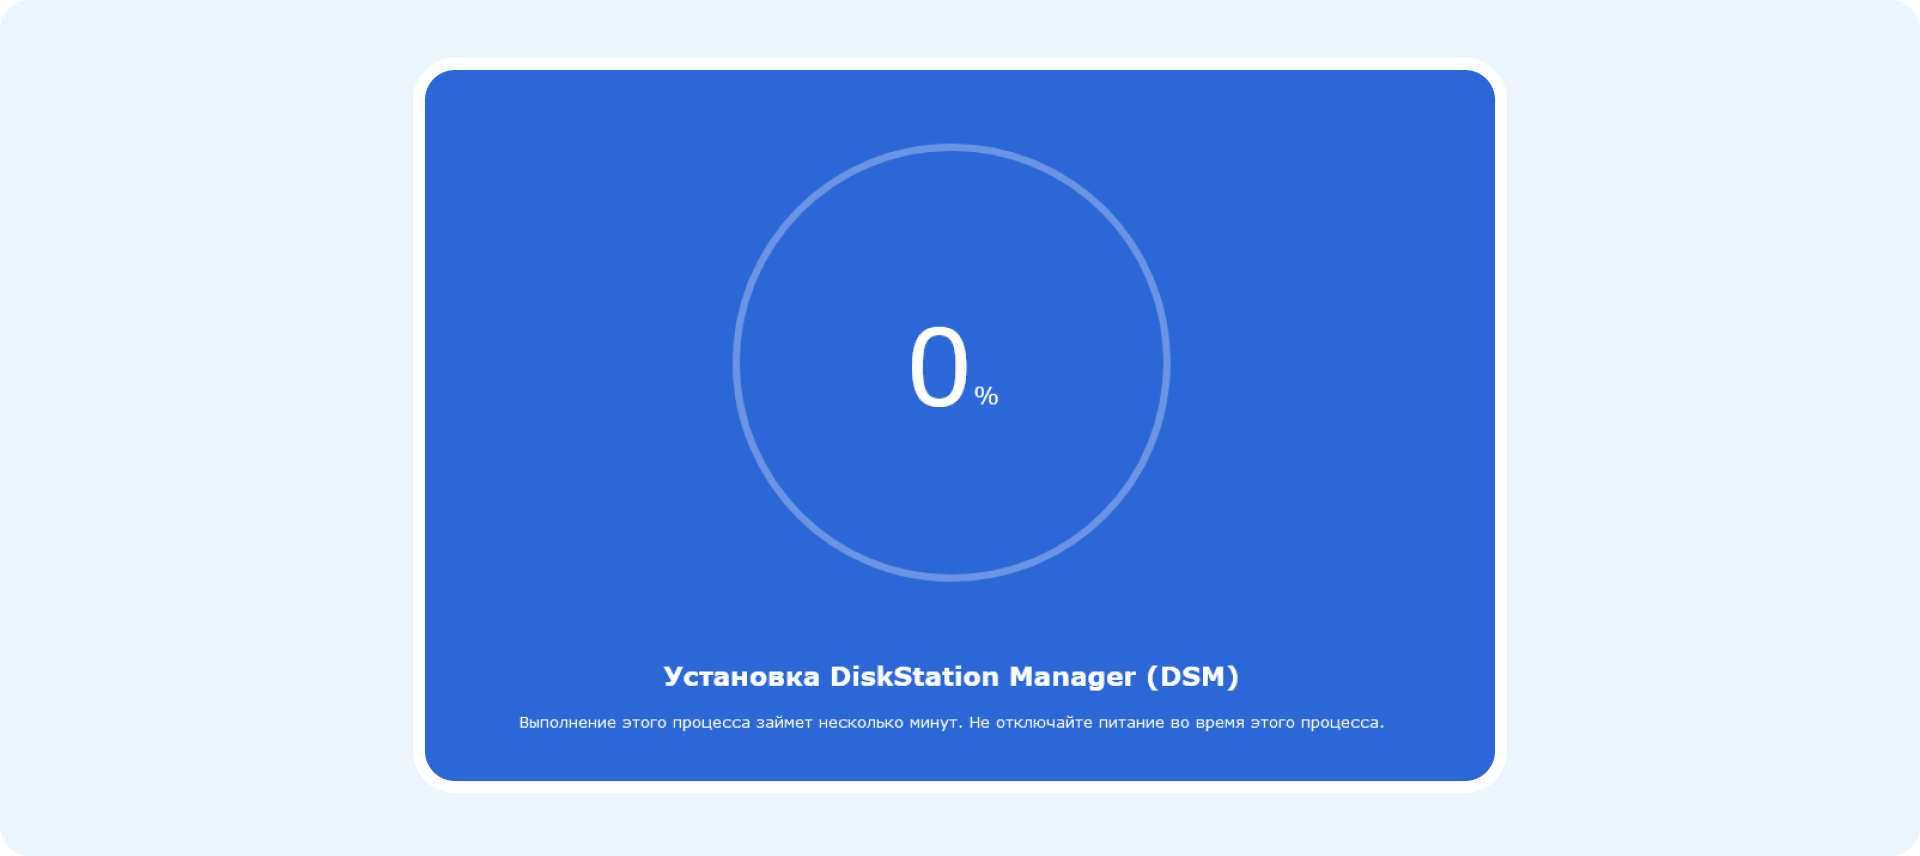 0 %
Установка DiskStation Manager (DSM)
Выполнение этого процесса займет несколько минут. Не отключайте питание во время этого процесса.